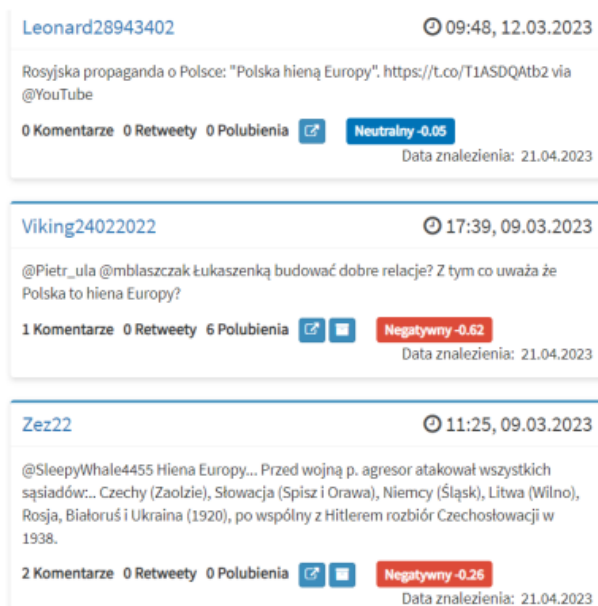 Leonard28943402 09:48, 12.03.2023
Rosyjska propaganda o Polsce: "Polska hieną Europy". https://t.co/T1ASDQAtb2 via
@YouTube
0 Komentarze 0 Retweety 0 Polubienia Neutralny -0.05
Data znalezienia: 21.04.2023
Viking24022022 17:39, 09.03.2023
@Pietr_ula @mblaszczak Łukaszenką budować dobre relacje? Z tym co uważa że
Polska to hiena Europy?
1 Komentarze 0 Retweety 6 Polubienia Negatywny -0.62
Data znalezienia: 21.04.2023
Zez22 11:25, 09.03.2023
@SleepyWhale4455 Hiena Europy... Przed wojną p. agresor atakował wszystkich
sąsiadów:.. Czechy (Zaolzie), Słowacja (Spisz i Orawa), Niemcy (Śląsk), Litwa (Wilno),
Rosja, Białoruś i Ukraina (1920), po wspólny z Hitlerem rozbiór Czechosłowacji w
1938.
2 Komentarze 0 Retweety 0 Polubienia Negatywny -0.26
Data znalezienia: 21.04.2023